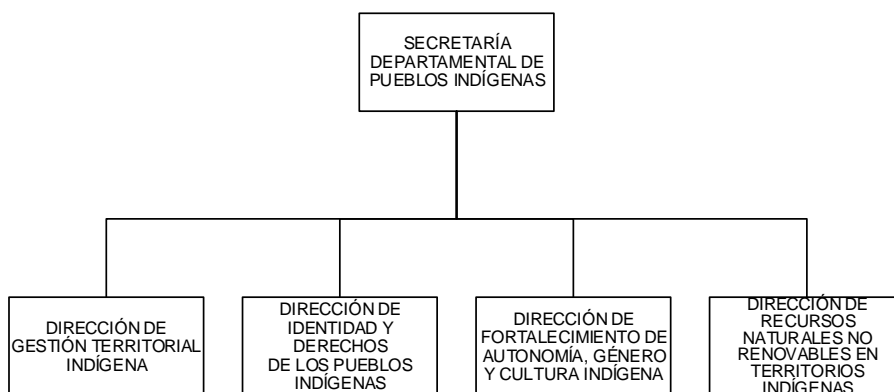 SECRETARÍA
DEPARTAMENTAL DE
PUEBLOS INDÍGENAS
DIRECCIÓN DE
GESTIÓN TERRITORIAL
INDÍGENA
DIRECCIÓN DE
IDENTIDAD Y
DERECHOS
DE LOS PUEBLOS
INDÍGENAS
DIRECCIÓN DE
FORTALECIMIENTO DE
AUTONOMÍA, GÉNERO
Y CULTURA INDÍGENA
DIRECCIÓN DE
RECURSOS
NATURALES NO
RENOVABLES EN
TERRITORIOS
INDÍGENAS